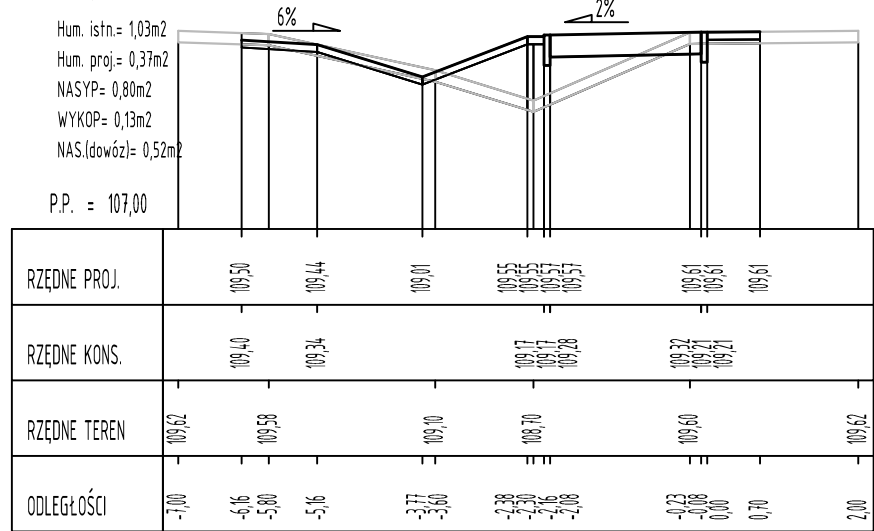 6%
2%
Hum. istn.= 1,03m2
Hum. proj.= 0,37m2
NASYP= 0,80m2
WYKOP= 0,13m2
NAS.(dowóz)= 0,52m2
P.P. = 107,00
RZĘDNE PROJ. 109,50 109,44 109,01 109,55 109,55 109,57 109,57 109,61 109,61 109,61
RZĘDNE KONS. 109,40 109,34 109,17 109,17 109,28 109,32 109,21 109,21
RZĘDNE TEREN 109,62 109,58 109,10 108,70 109,60 109,62
ODLEGŁOŚCI -7,00 -6,16 -5,80 -5,16 -3,77 -3,60 -2,38 -2,30 -2,16 -2,08 -0,23 -0,08 0,00 0,70 2,00